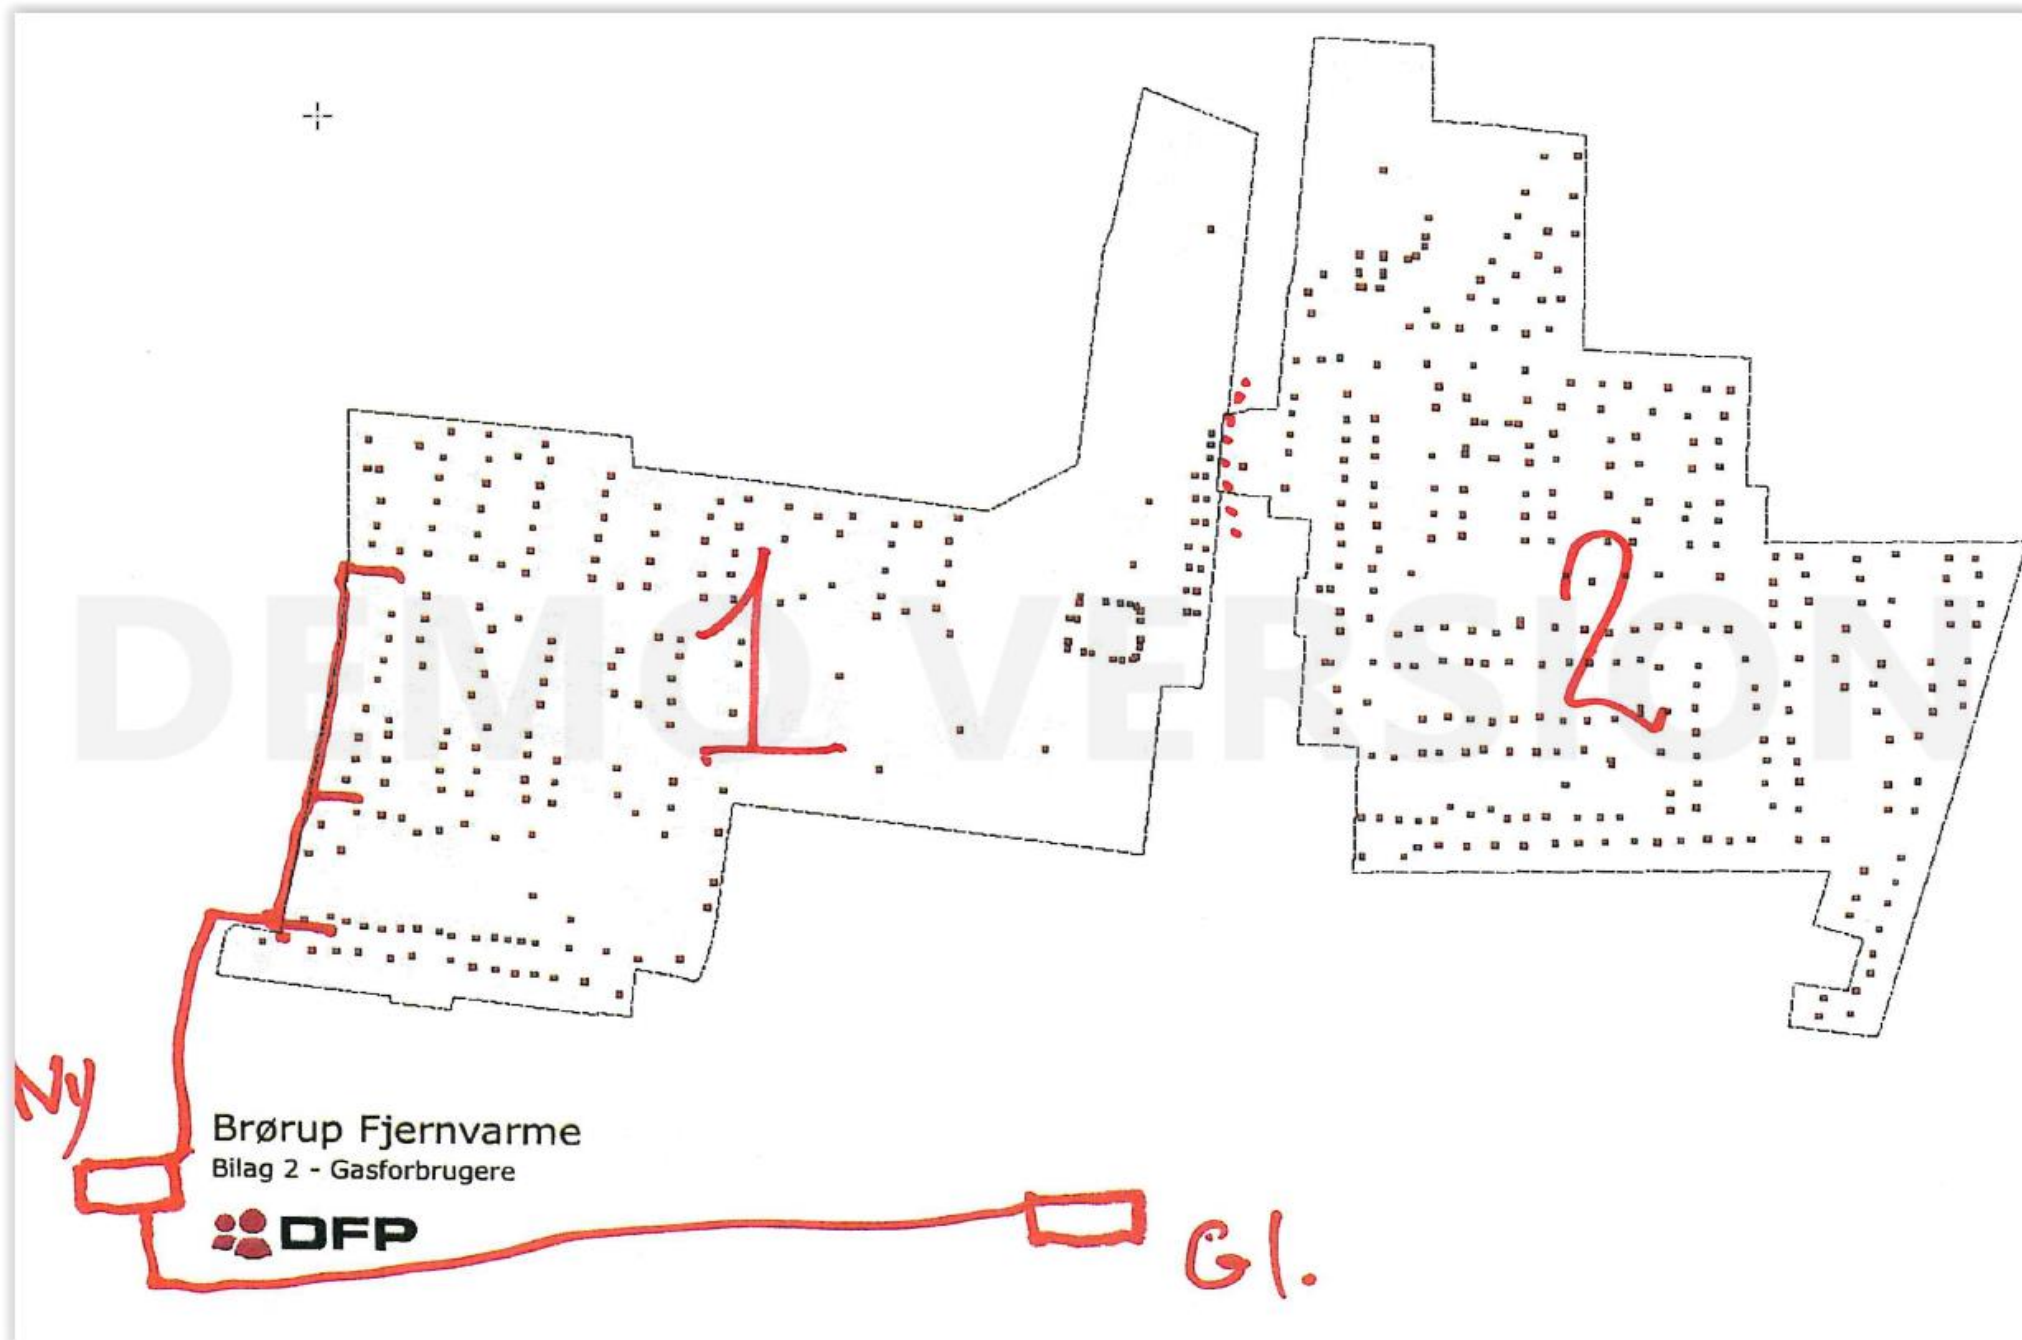 1
2
DEMO VERSION
Ny
Brørup Fjernvarme
Bilag 2 - Gasforbrugere
DFP
Gl.